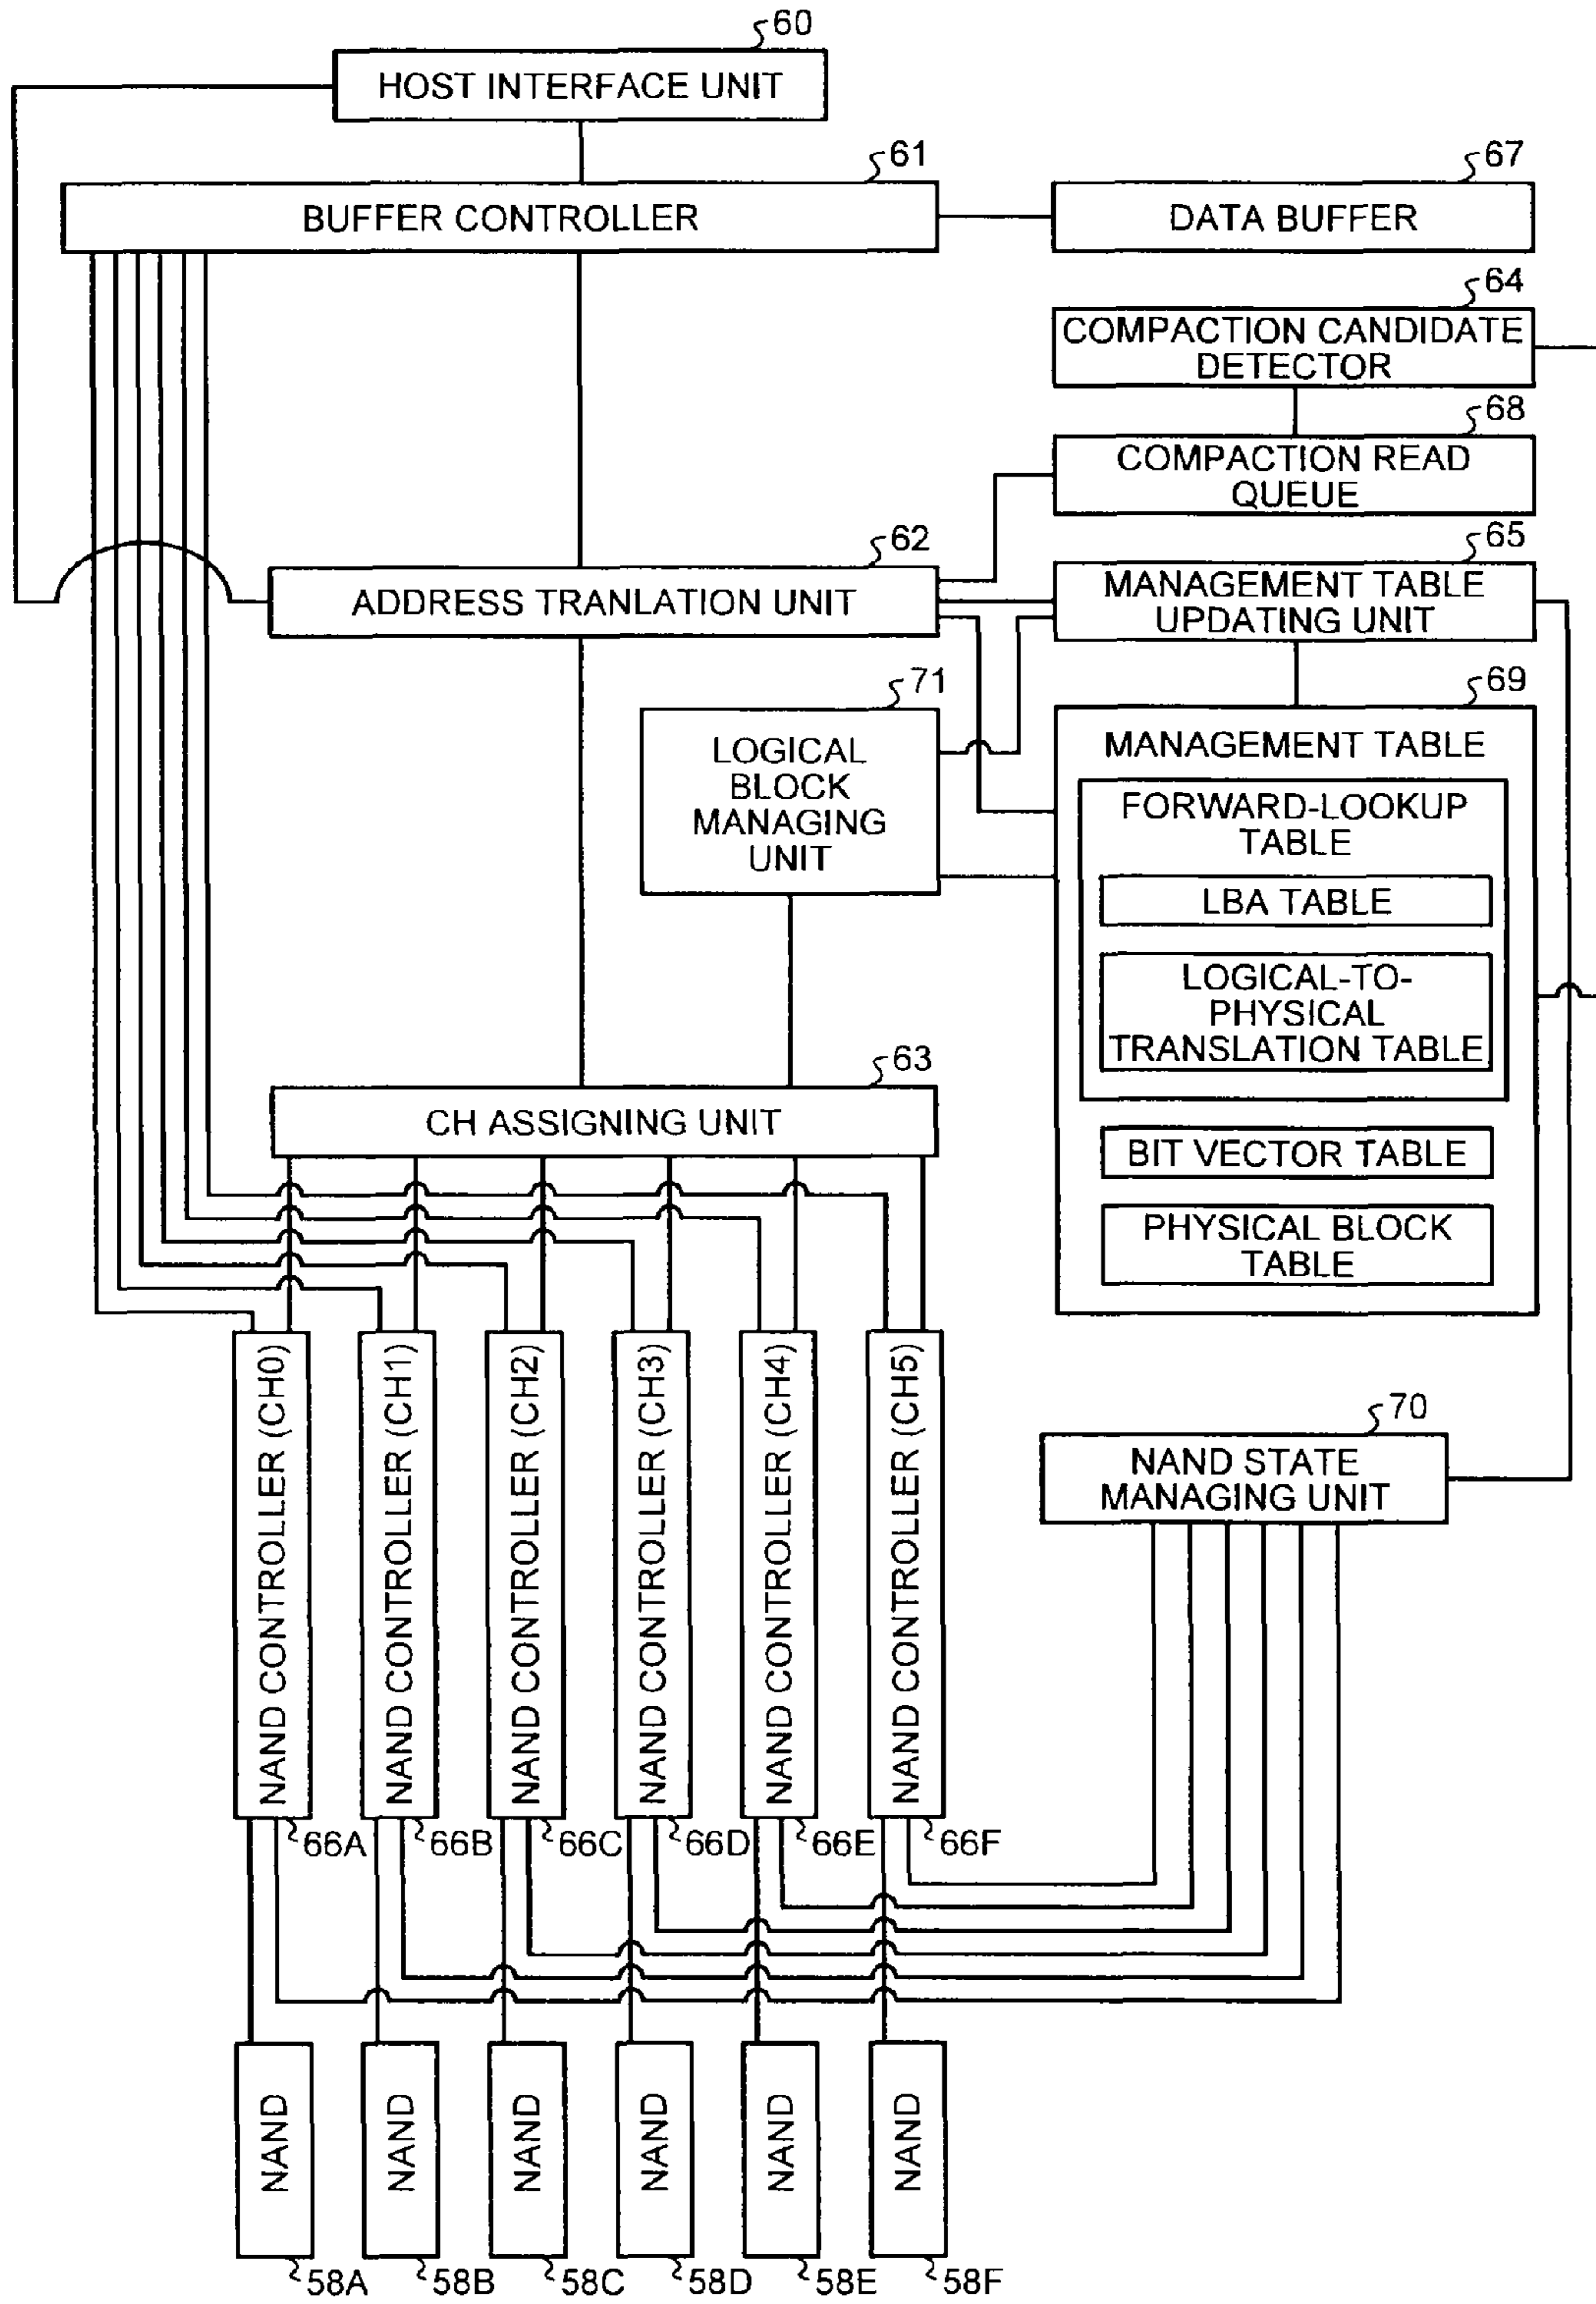 60
HOST INTERFACE UNIT
61
BUFFER CONTROLLER
67
DATA BUFFER
64
COMPACTION CANDIDATE
DETECTOR
68
COMPACTION READ
QUEUE
62
ADDRESS TRANLATION UNIT
65
MANAGEMENT TABLE
UPDATING UNIT
71
LOGICAL
BLOCK
MANAGING
UNIT
69
MANAGEMENT TABLE
FORWARD-LOOKUP
TABLE
LBA TABLE
LOGICAL-TO-
PHYSICAL
TRANSLATION TABLE
BIT VECTOR TABLE
PHYSICAL BLOCK
TABLE
63
CH ASSIGNING UNIT
NAND CONTROLLER (CH0)
NAND CONTROLLER (CH1)
NAND CONTROLLER (CH2)
NAND CONTROLLER (CH3)
NAND CONTROLLER (CH4)
NAND CONTROLLER (CH5)
66A
66B
66C
66D
66E
66F
70
NAND STATE
MANAGING UNIT
NAND
NAND
NAND
NAND
NAND
NAND
58A
58B
58C
58D
58E
58F